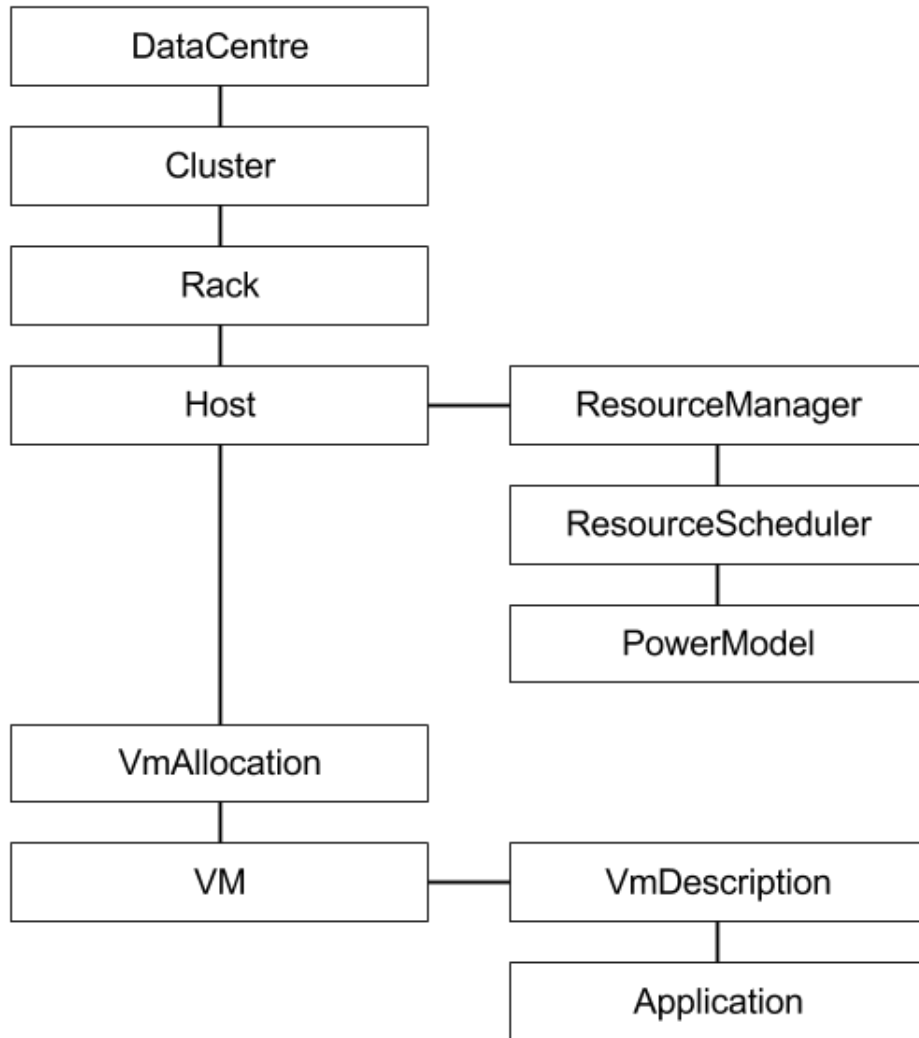 DataCentre
Cluster
Rack
Host
ResourceManager
ResourceScheduler
PowerModel
VmAllocation
VM
VmDescription
Application